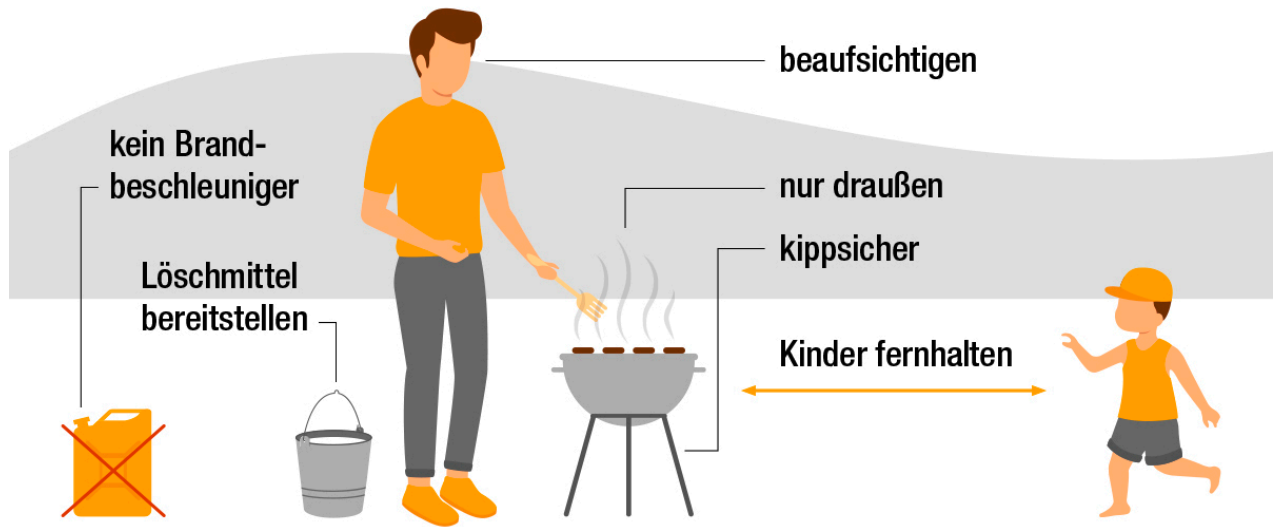 beaufsichtigen
kein Brand-
beschleuniger
nur draußen
kippsicher
Löschmittel
bereitstellen
Kinder fernhalten